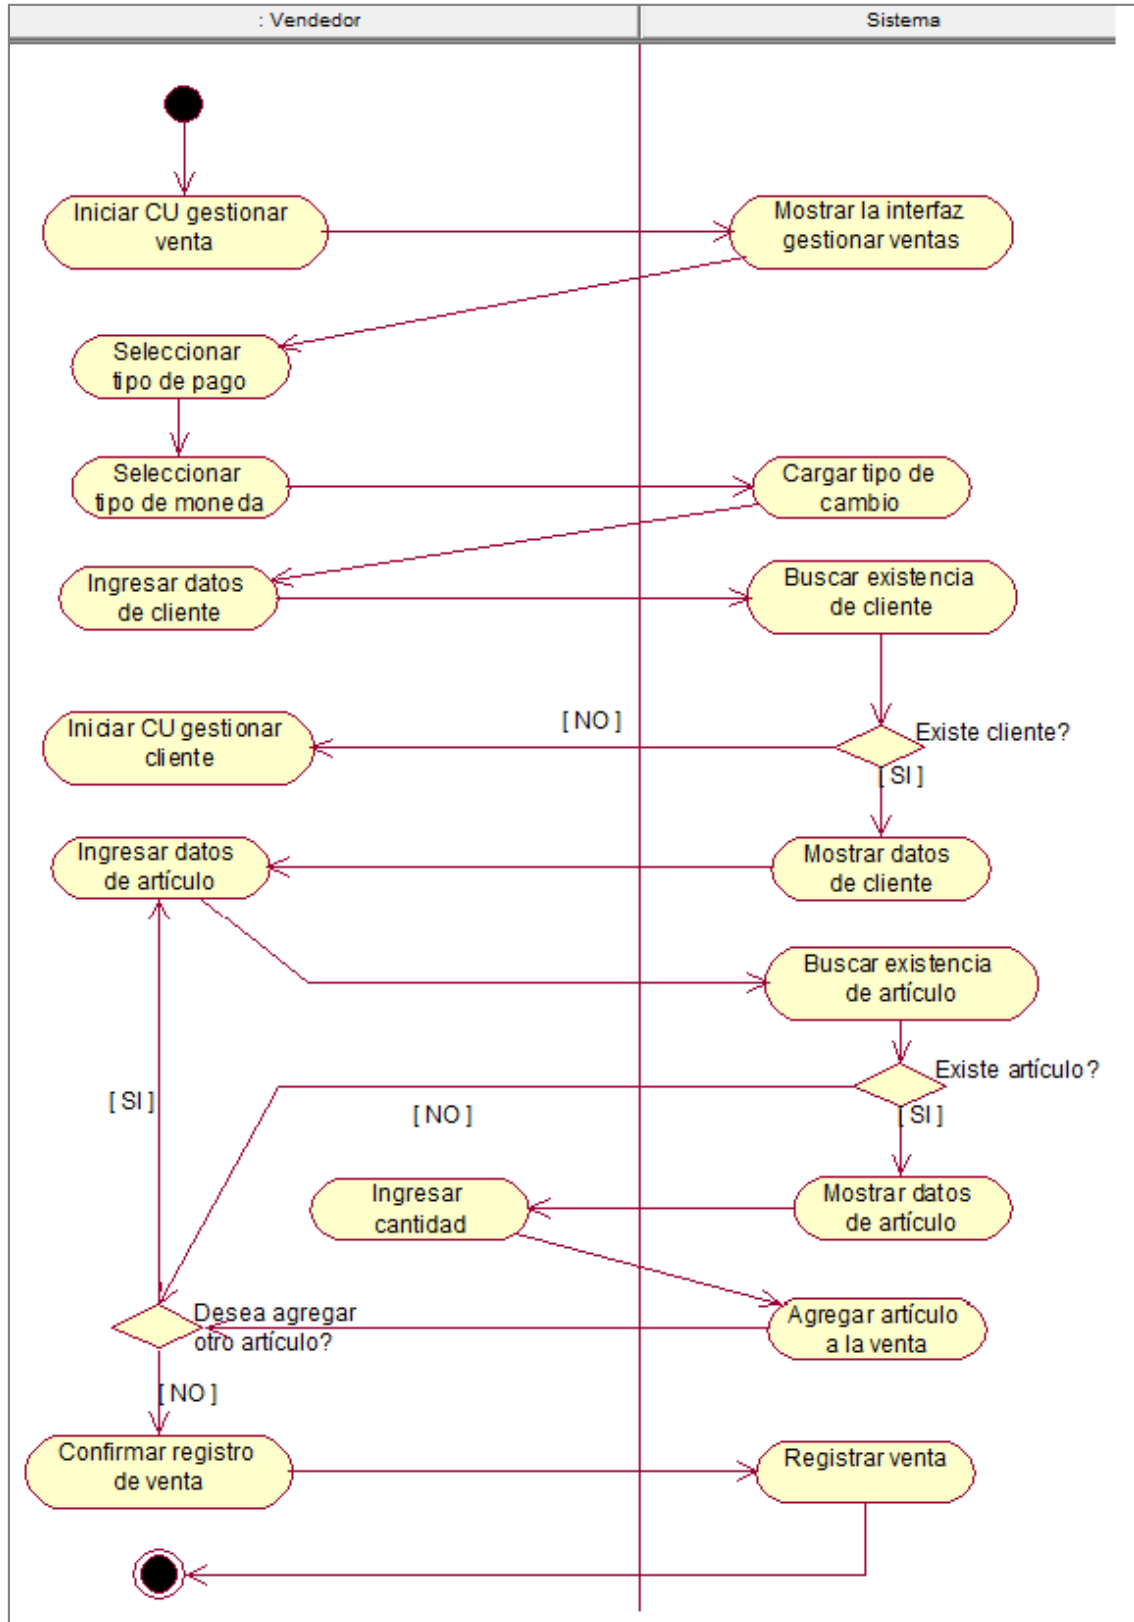 : Vendedor
Sistema
Iniciar CU gestionar
venta
Mostrar la interfaz
gestionar ventas
Seleccionar
tipo de pago
Seleccionar
tipo de moneda
Cargar tipo de
cambio
Ingresar datos
de cliente
Buscar existencia
de cliente
[ NO ]
Existe cliente?
[ SI ]
Iniciar CU gestionar
cliente
Ingresar datos
de artículo
Mostrar datos
de cliente
Buscar existencia
de artículo
Existe artículo?
[ SI ]
[ NO ]
[ SI ]
Ingresar
cantidad
Mostrar datos
de artículo
Desea agregar
otro artículo?
Agregar artículo
a la venta
[ NO ]
Confirmar registro
de venta
Registrar venta